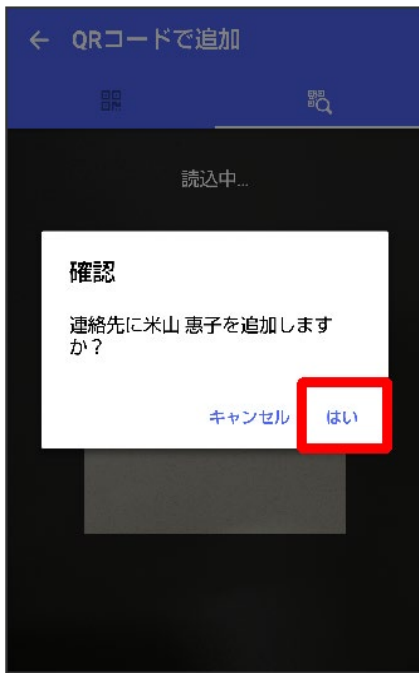 QRコードで追加
読込中...
確認
連絡先に米山 惠子を追加します
か？
キャンセル はい